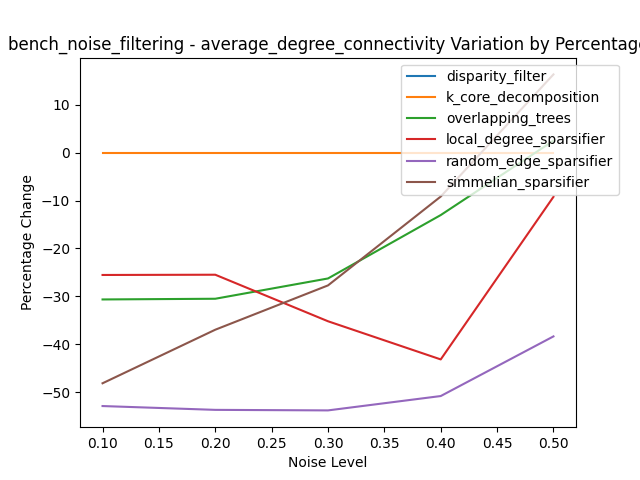 bench_noise_filtering - average_degree_connectivity Variation by Percentage
disparity_filter
k_core_decomposition
overlapping_trees
local_degree_sparsifier
random_edge_sparsifier
simmelian_sparsifier
10
0
−10
−20
−30
−40
−50
Percentage Change
0.10 0.15 0.20 0.25 0.30 0.35 0.40 0.45 0.50
Noise Level